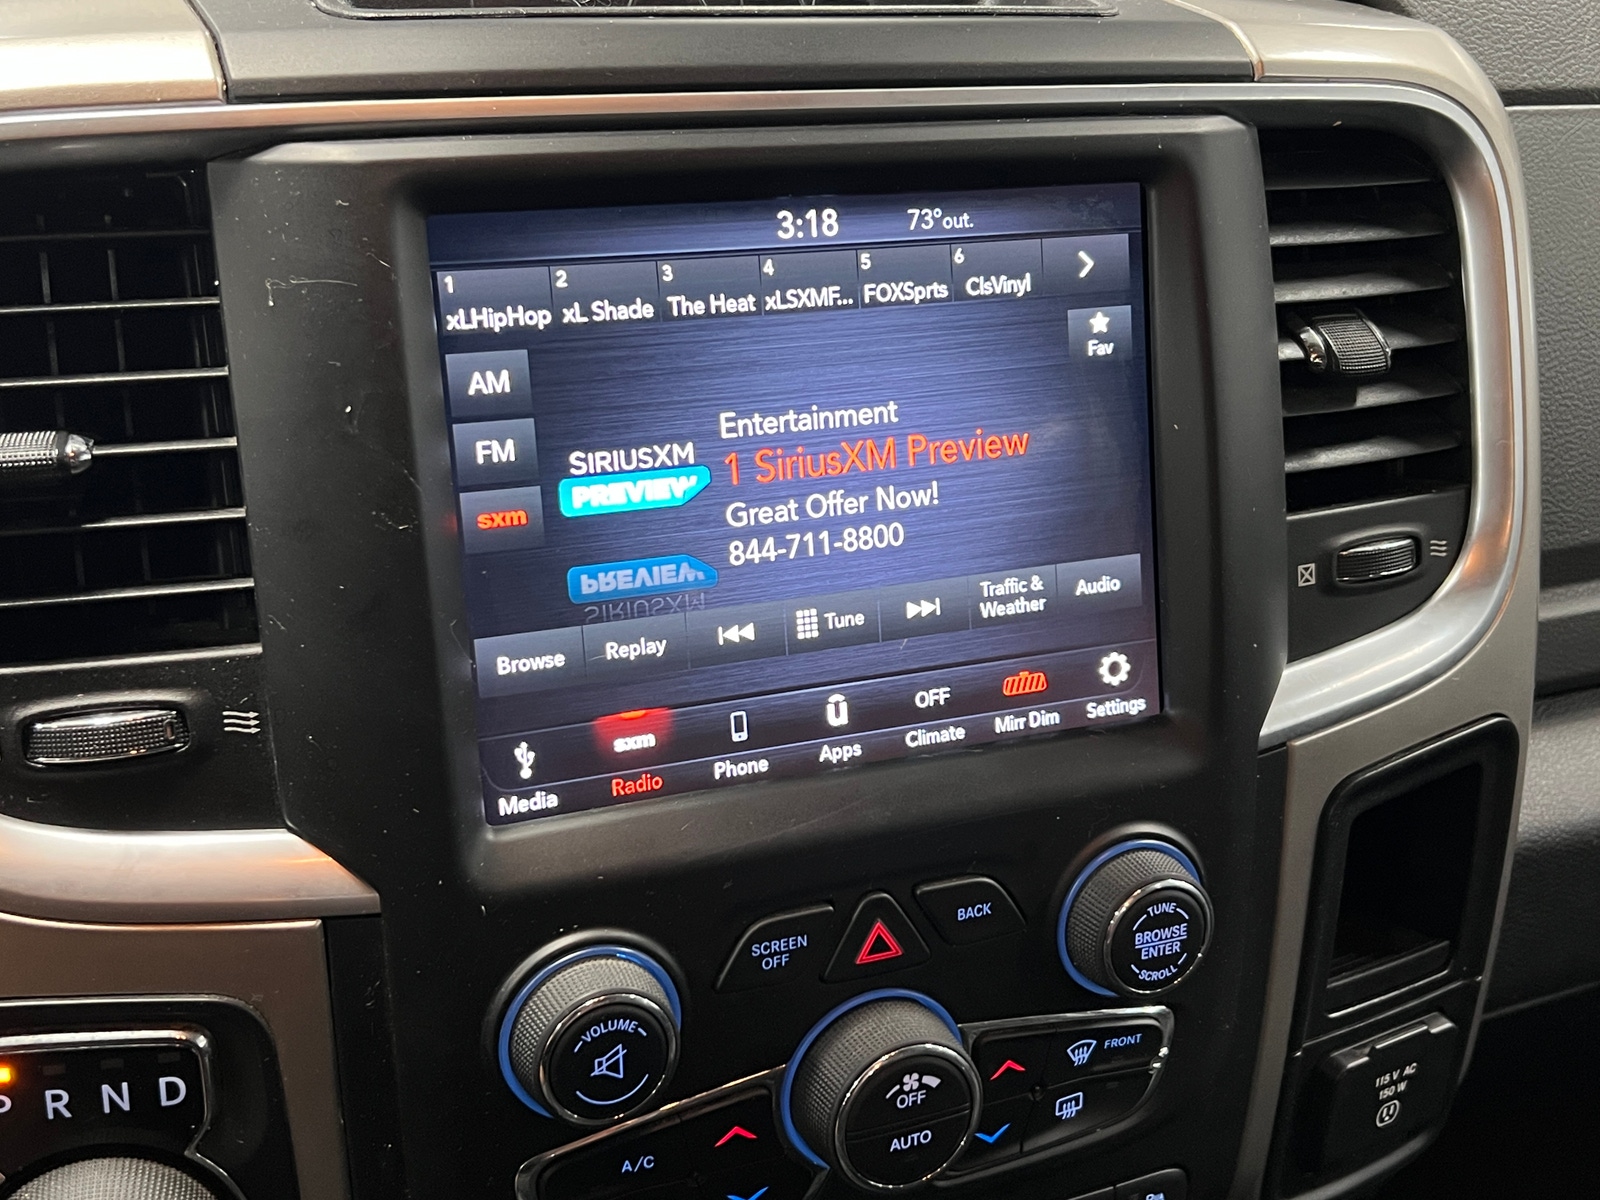 3:18 73°out.
1 2 3 4 5 6
xLHipHop xL Shade The Heat xLSXMF... FOXSprts ClsVinyl
Fav
AM
FM
sxm
SIRIUSXM
PREVIEW
Entertainment
1 SiriusXM Preview
Great Offer Now!
844-711-8800
PREVIEW
SIRIUSXM
Browse Replay Tune Traffic & Weather Audio
sxm OFF
Media Radio Phone Apps Climate Mirr Dim Settings
SCREEN
OFF
BACK
TUNE
BROWSE
ENTER
SCROLL
VOLUME
OFF
AUTO
A/C
FRONT
115 V AC
150 W
P R N D